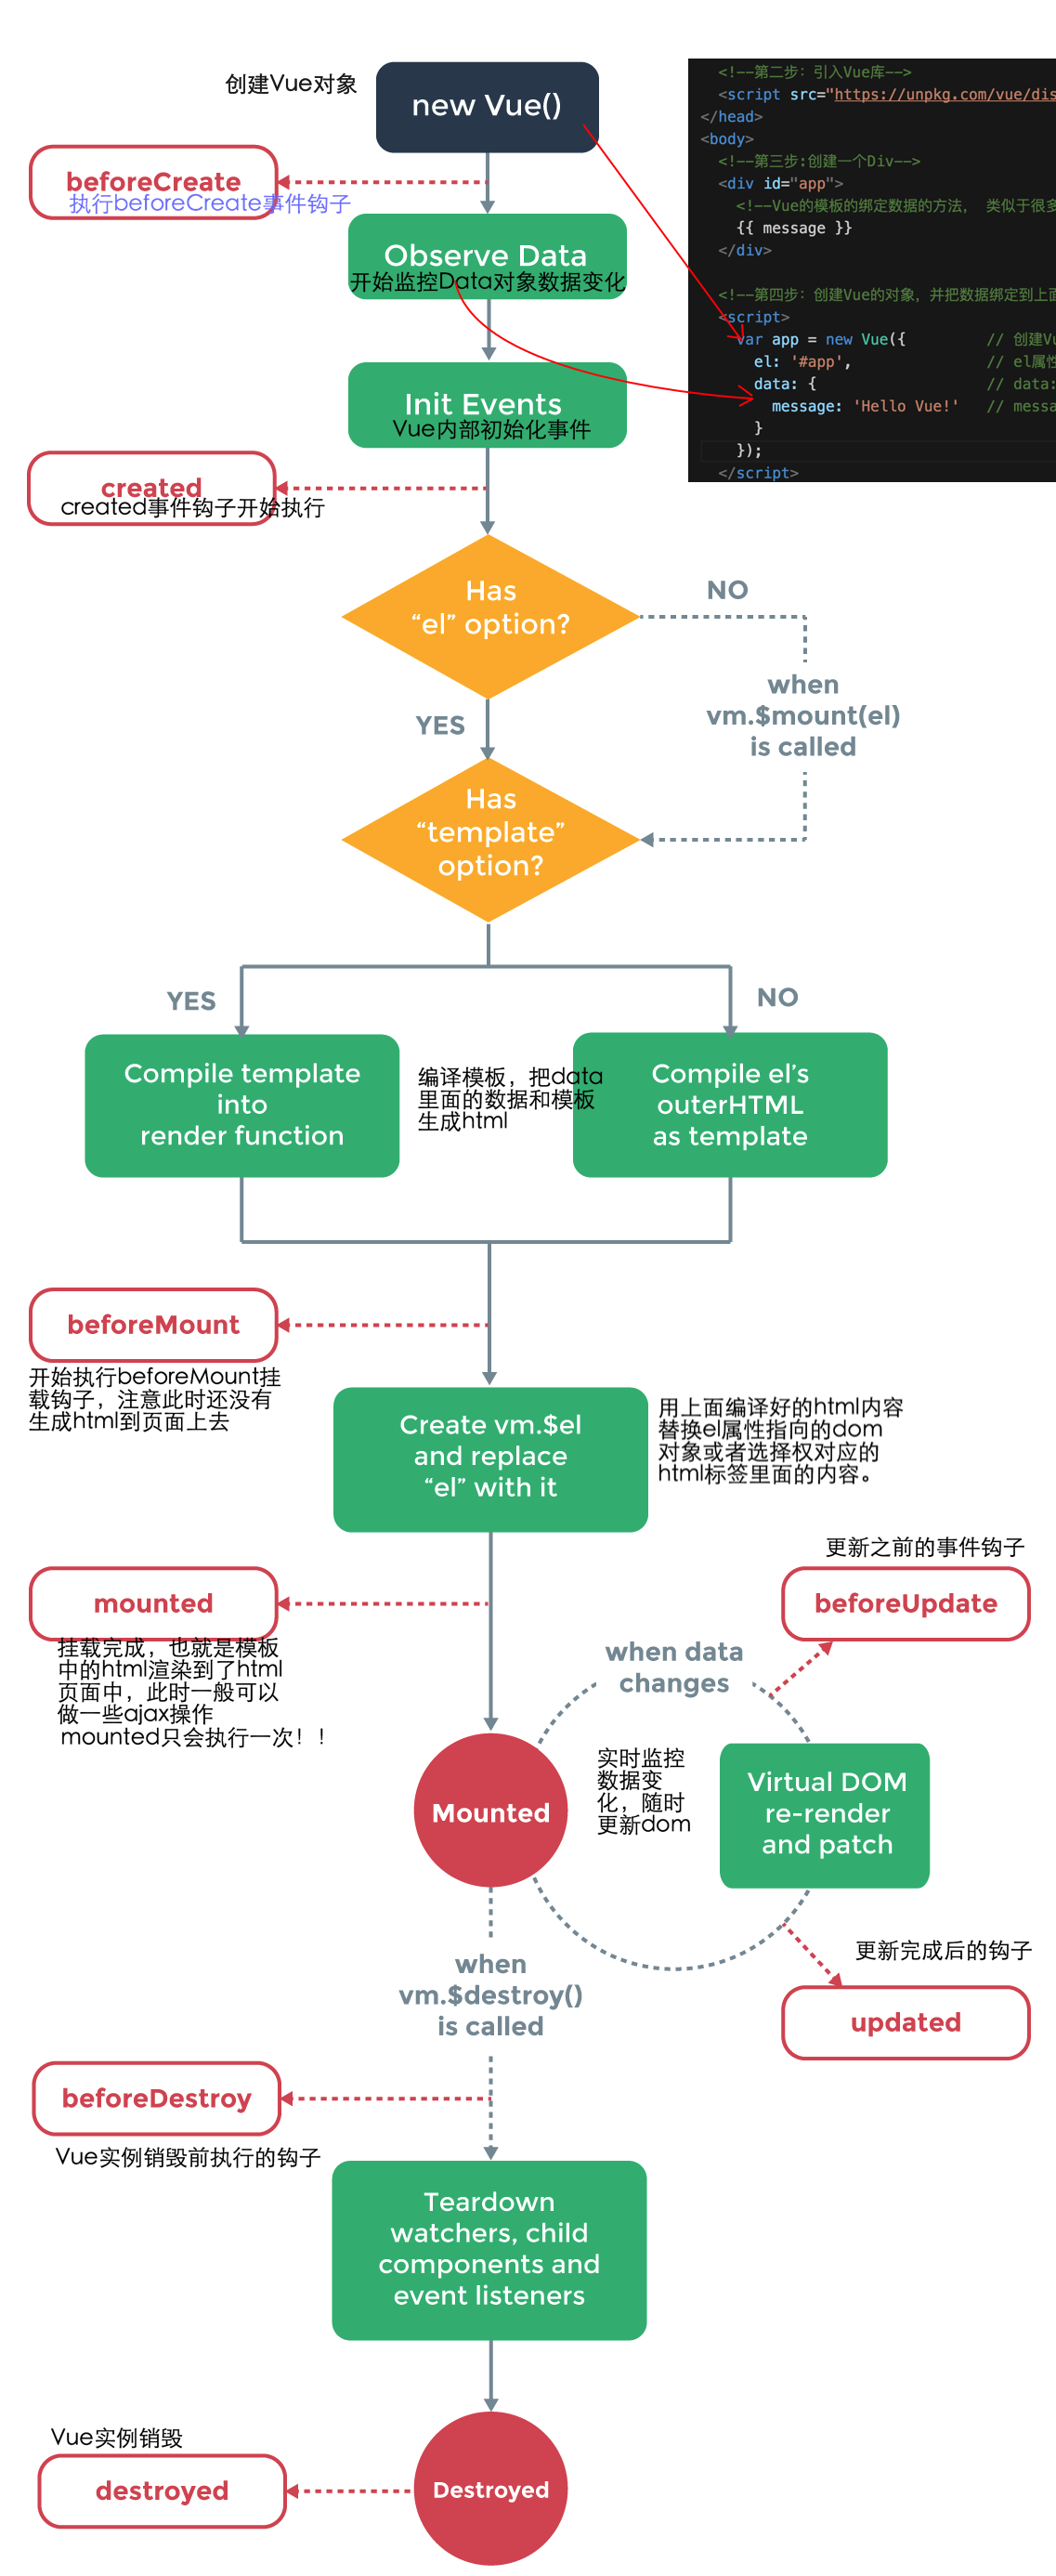 创建Vue对象
new Vue()
<!--第二步：引入Vue库-->
<script src="https://unpkg.com/vue/dis
</head>
<body>
<!--第三步:创建一个Div-->
<div id="app">
<!--Vue的模板的绑定数据的方法， 类似于很多
{{ message }}
</div>
<!--第四步：创建Vue的对象，并把数据绑定到上面
<script>
var app = new Vue({ // 创建Vu
el: '#app', // el属性
data: { // data:
message: 'Hello Vue!' // messa
}
});
</script>
beforeCreate
执行beforeCreate事件钩子
Observe Data
开始监控Data对象数据变化
Init Events
Vue内部初始化事件
created
created事件钩子开始执行
Has
“el” option?
NO
when
vm.$mount(el)
is called
YES
Has
“template”
option?
YES
NO
Compile template
into
render function
编译模板，把data
里面的数据和模板
生成html
Compile el’s
outerHTML
as template
beforeMount
开始执行beforeMount挂
载钩子，注意此时还没有
生成html到页面上去
Create vm.$el
and replace
“el” with it
用上面编译好的html内容
替换el属性指向的dom
对象或者选择权对应的
html标签里面的内容。
mounted
挂载完成，也就是模板
中的html渲染到了html
页面中，此时一般可以
做一些ajax操作
mounted只会执行一次！！
更新之前的事件钩子
beforeUpdate
when data
changes
实时监控
数据变
化，随时
更新dom
Mounted
Virtual DOM
re-render
and patch
更新完成后的钩子
updated
when
vm.$destroy()
is called
beforeDestroy
Vue实例销毁前执行的钩子
Teardown
watchers, child
components and
event listeners
Vue实例销毁
destroyed
Destroyed